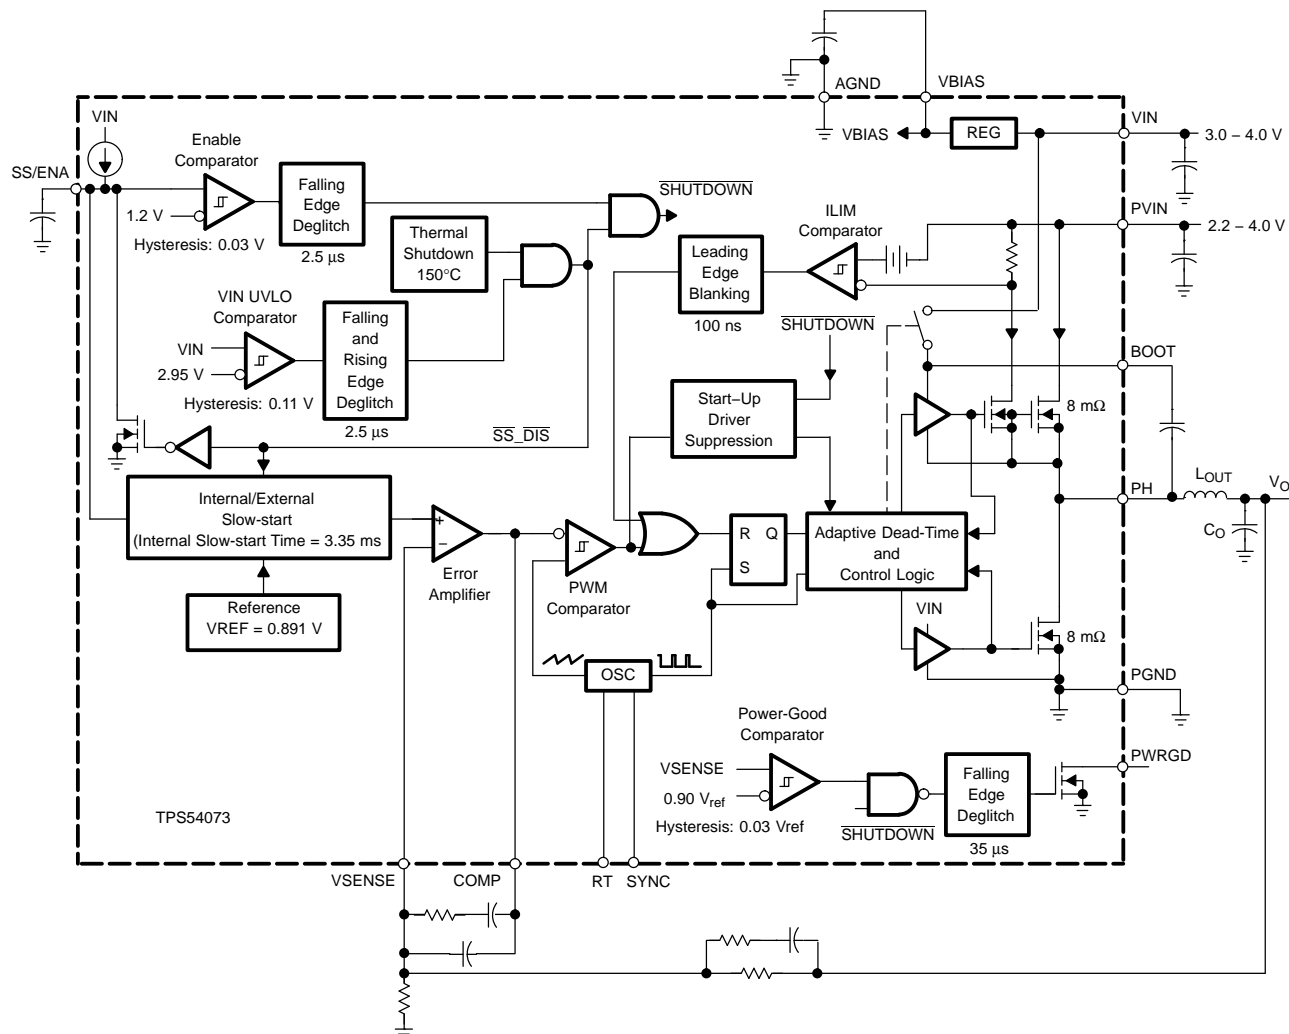 AGND
VBIAS
VIN
VBIAS
REG
3.0 – 4.0 V
VIN
Enable
Comparator
SS/ENA
1.2 V
Hysteresis: 0.03 V
Falling
Edge
Deglitch
2.5 µs
SHUTDOWN
Thermal
Shutdown
150°C
ILIM
Comparator
PVIN
2.2 – 4.0 V
Leading
Edge
Blanking
100 ns
VIN UVLO
Comparator
VIN
2.95 V
Hysteresis: 0.11 V
Falling
and
Rising
Edge
Deglitch
2.5 µs
SHUTDOWN
BOOT
Start–Up
Driver
Suppression
8 mΩ
SS_DIS
Internal/External
Slow-start
(Internal Slow-start Time = 3.35 ms
+
−
Error
Amplifier
PWM
Comparator
R Q
S
Adaptive Dead-Time
and
Control Logic
PH
LOUT
VO
CO
Reference
VREF = 0.891 V
VIN
8 mΩ
OSC
PGND
Power-Good
Comparator
VSENSE
0.90 Vref
Hysteresis: 0.03 Vref
SHUTDOWN
Falling
Edge
Deglitch
35 µs
PWRGD
TPS54073
VSENSE
COMP
RT
SYNC